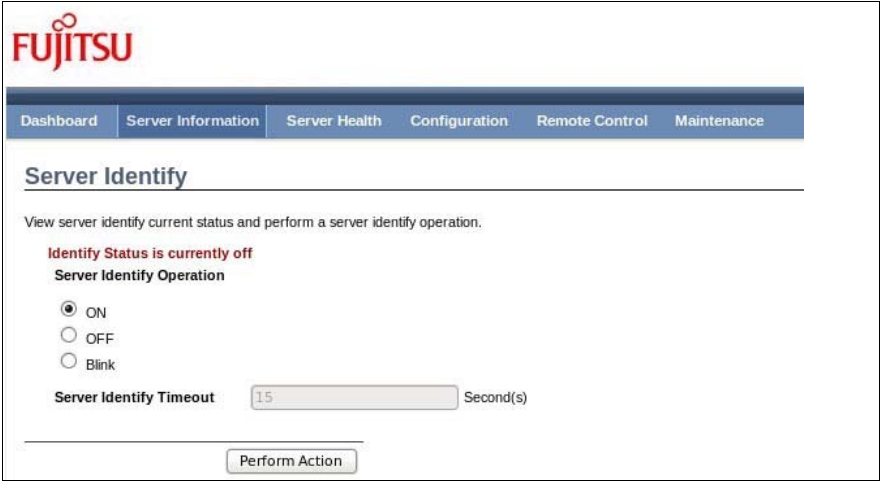 FUJITSU
Dashboard Server Information Server Health Configuration Remote Control Maintenance
Server Identify
View server identify current status and perform a server identify operation.
Identify Status is currently off
Server Identify Operation
ON
OFF
Blink
Server Identify Timeout 15 Second(s)
Perform Action